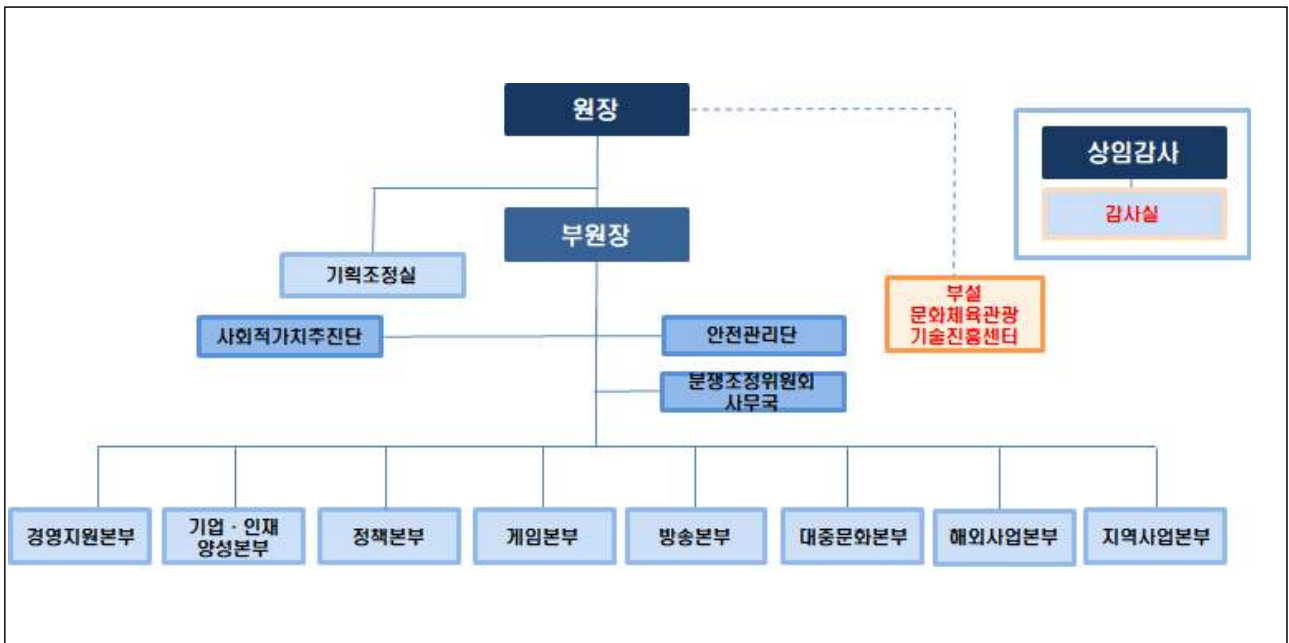 원장
상임감사
감사실
부원장
기획조정실
부설
문화체육관광
기술진흥센터
사회적가치추진단
안전관리단
분쟁조정위원회
사무국
경영지원본부
기업·인재
양성본부
정책본부
게임본부
방송본부
대중문화본부
해외사업본부
지역사업본부